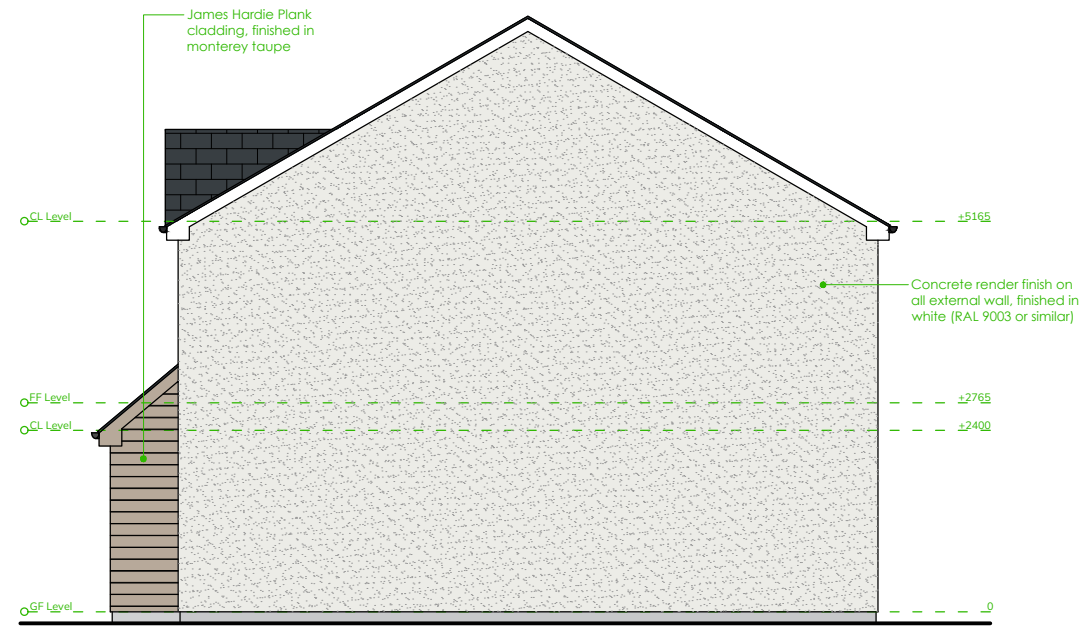 James Hardie Plank
cladding, finished in
monterey taupe
CL Level
+5165
Concrete render finish on
all external wall, finished in
white (RAL 9003 or similar)
FF Level
+2765
CL Level
+2400
GF Level
0